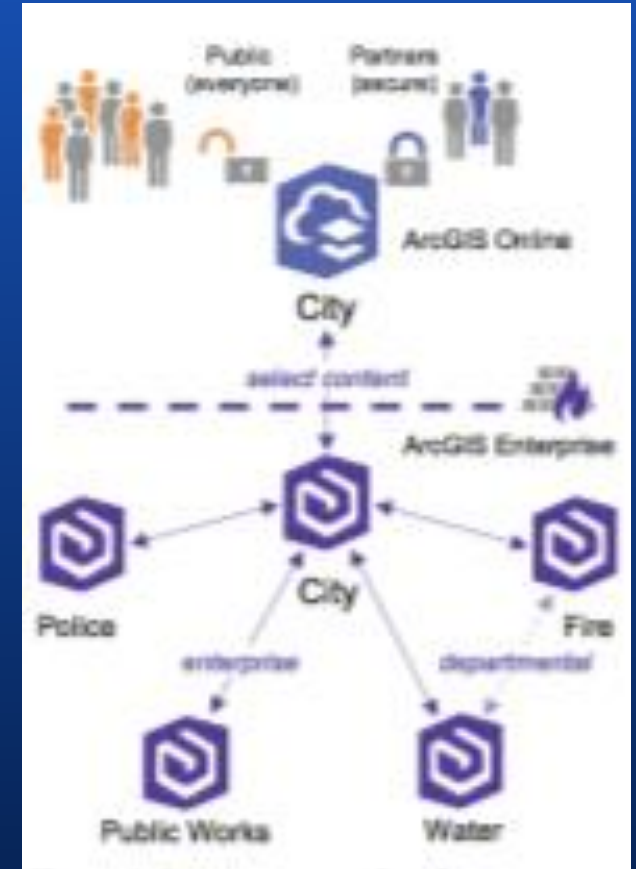 Public
(everyone)
Partners
(secure)
ArcGIS Online
City
select content
ArcGIS Enterprise
City
Police
Fire
enterprise
departmental
Public Works
Water